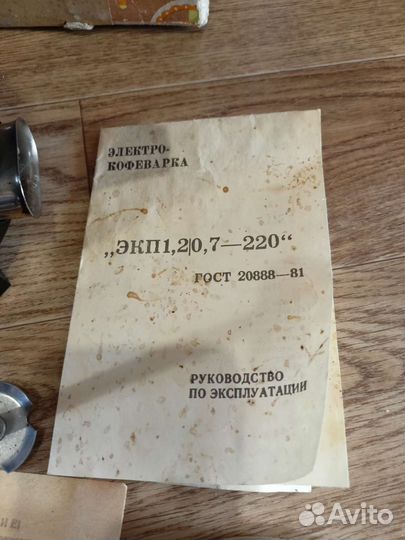 ЭЛЕКТРО-
КОФЕВАРКА
„ЭКП1,2|0,7—220“
ГОСТ 20888—81
РУКОВОДСТВО
ПО ЭКСПЛУАТАЦИИ
Avito